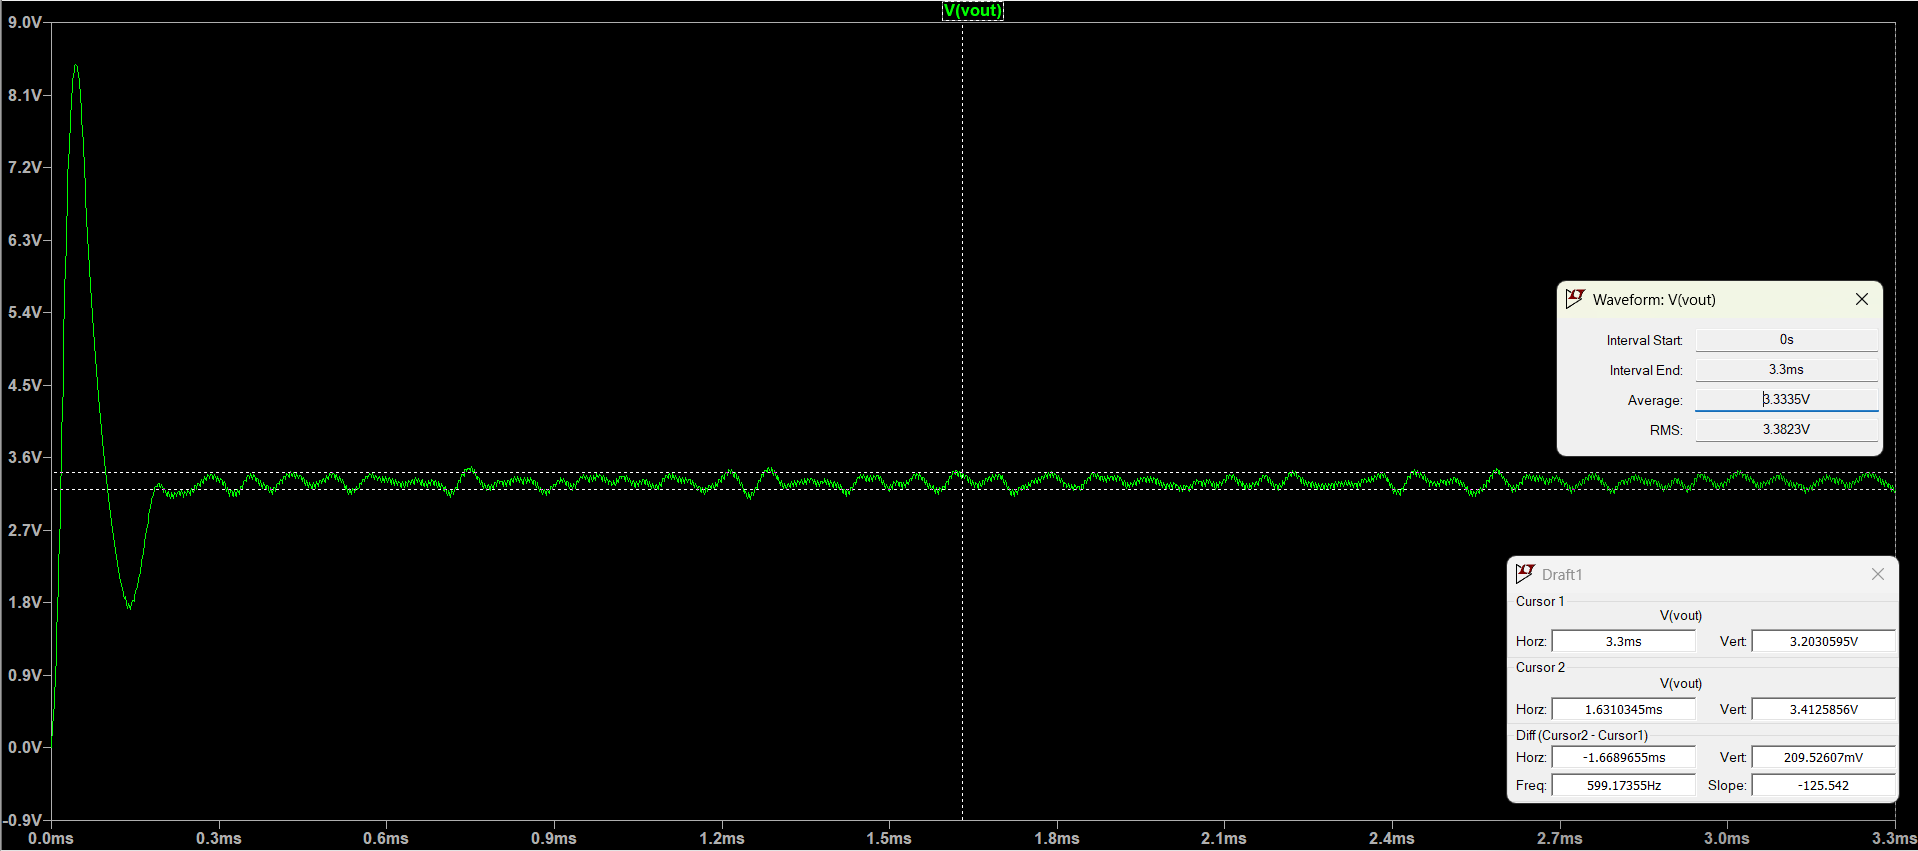 V(vout)
9.0V
8.1V
7.2V
6.3V
5.4V
4.5V
3.6V
2.7V
1.8V
0.9V
0.0V
-0.9V
0.0ms 0.3ms 0.6ms 0.9ms 1.2ms 1.5ms 1.8ms 2.1ms 2.4ms 2.7ms 3.0ms 3.3ms
Waveform: V(vout)
Interval Start: 0s
Interval End: 3.3ms
Average: 3.3335V
RMS: 3.3823V
Draft1
Cursor 1
V(vout)
Horz: 3.3ms Vert: 3.2030595V
Cursor 2
V(vout)
Horz: 1.6310345ms Vert: 3.4125856V
Diff (Cursor2 - Cursor1)
Horz: -1.6689655ms Vert: 209.52607mV
Freq: 599.17355Hz Slope: -125.542